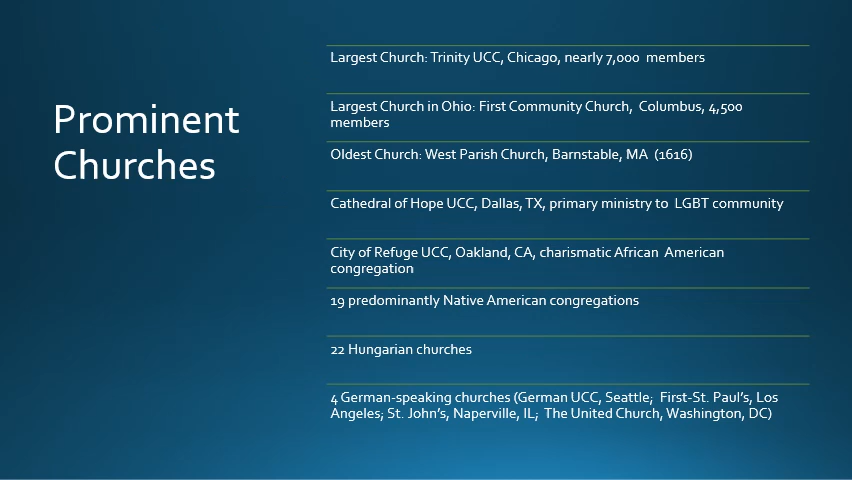 Prominent
Churches
Largest Church: Trinity UCC, Chicago, nearly 7,000 members
Largest Church in Ohio: First Community Church, Columbus, 4,500
members
Oldest Church: West Parish Church, Barnstable, MA (1616)
Cathedral of Hope UCC, Dallas, TX, primary ministry to LGBT community
City of Refuge UCC, Oakland, CA, charismatic African American
congregation
19 predominantly Native American congregations
22 Hungarian churches
4 German-speaking churches (German UCC, Seattle; First-St. Paul's, Los
Angeles; St. John's, Naperville, IL; The United Church, Washington, DC)